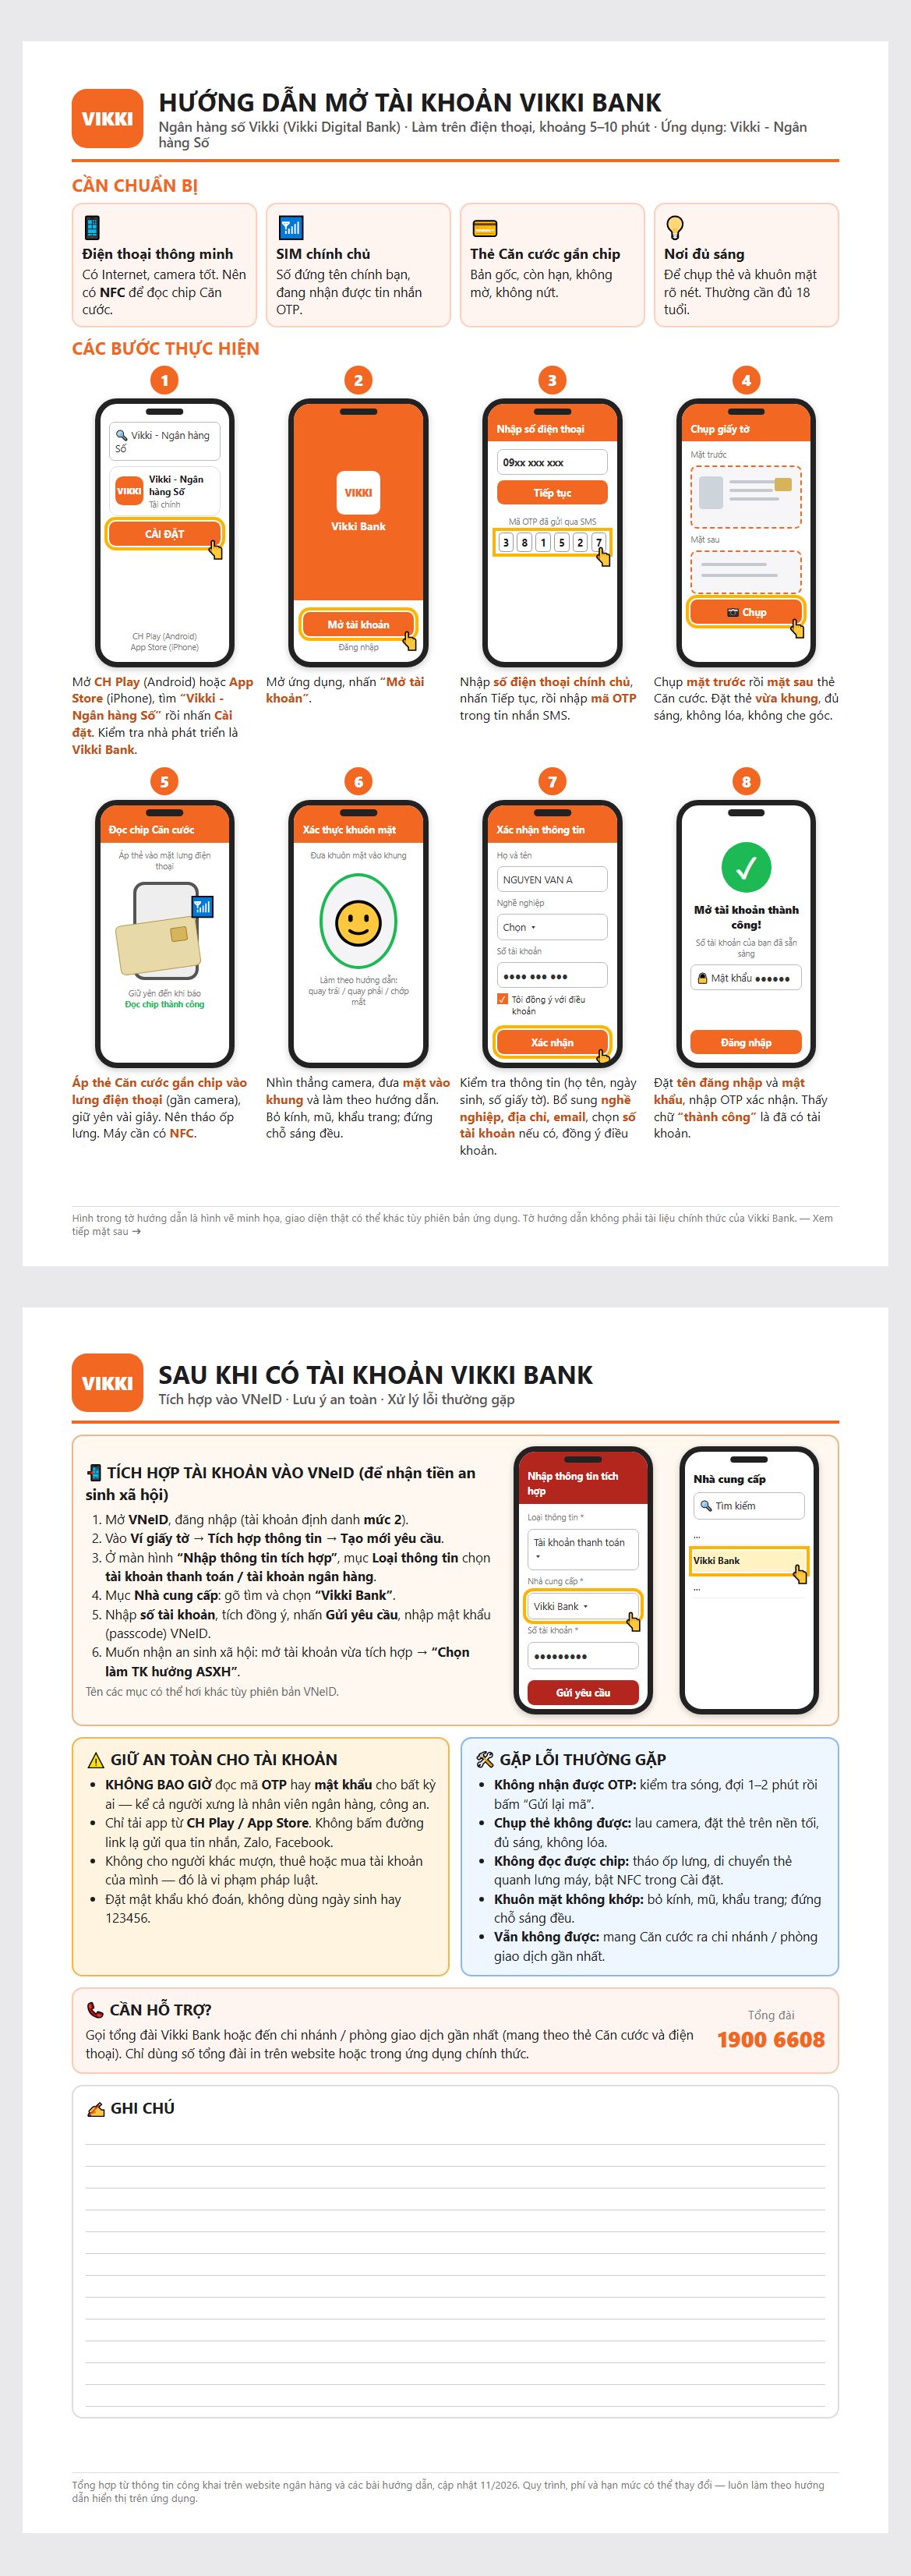 VIKKI
HƯỚNG DẪN MỞ TÀI KHOẢN VIKKI BANK
Ngân hàng số Vikki (Vikki Digital Bank) · Làm trên điện thoại, khoảng 5–10 phút · Ứng dụng: Vikki - Ngân
hàng Số
CẦN CHUẨN BỊ
Điện thoại thông minh
Có Internet, camera tốt. Nên
có NFC để đọc chip Căn
cước.
SIM chính chủ
Số đứng tên chính bạn,
đang nhận được tin nhắn
OTP.
Thẻ Căn cước gắn chip
Bản gốc, còn hạn, không
mờ, không nứt.
Nơi đủ sáng
Để chụp thẻ và khuôn mặt
rõ nét. Thường cần đủ 18
tuổi.
CÁC BƯỚC THỰC HIỆN
1
🔍 Vikki - Ngân hàng
Số
VIKKI
Vikki - Ngân
hàng Số
Tài chính
CÀI ĐẶT
CH Play (Android)
App Store (iPhone)
Mở CH Play (Android) hoặc App
Store (iPhone), tìm “Vikki -
Ngân hàng Số” rồi nhấn Cài
đặt. Kiểm tra nhà phát triển là
Vikki Bank.
2
VIKKI
Vikki Bank
Mở tài khoản
Đăng nhập
Mở ứng dụng, nhấn “Mở tài
khoản”.
3
Nhập số điện thoại
09xx xxx xxx
Tiếp tục
Mã OTP đã gửi qua SMS
3 8 1 5 2 7
Nhập số điện thoại chính chủ,
nhấn Tiếp tục, rồi nhập mã OTP
trong tin nhắn SMS.
4
Chụp giấy tờ
Mặt trước
Mặt sau
📷 Chụp
Chụp mặt trước rồi mặt sau thẻ
Căn cước. Đặt thẻ vừa khung, đủ
sáng, không lóa, không che góc.
5
Đọc chip Căn cước
Áp thẻ vào mặt lưng điện
thoại
Giữ yên đến khi báo
Đọc chip thành công
Áp thẻ Căn cước gắn chip vào
lưng điện thoại (gần camera),
giữ yên vài giây. Nên tháo ốp
lưng. Máy cần có NFC.
6
Xác thực khuôn mặt
Đưa khuôn mặt vào khung
Làm theo hướng dẫn:
quay trái / quay phải / chớp
mắt
Nhìn thẳng camera, đưa mặt vào
khung và làm theo hướng dẫn.
Bỏ kính, mũ, khẩu trang; đứng
chỗ sáng đều.
7
Xác nhận thông tin
Họ và tên
NGUYEN VAN A
Nghề nghiệp
Chọn ▾
Số tài khoản
•••• ••• •••
Tôi đồng ý với điều
khoản
Xác nhận
Kiểm tra thông tin (họ tên, ngày
sinh, số giấy tờ). Bổ sung nghề
nghiệp, địa chỉ, email, chọn số
tài khoản nếu có, đồng ý điều
khoản.
8
Mở tài khoản thành
công!
Số tài khoản của bạn đã sẵn
sàng
🔒 Mật khẩu ••••••
Đăng nhập
Đặt tên đăng nhập và mật
khẩu, nhập OTP xác nhận. Thấy
chữ “thành công” là đã có tài
khoản.
Hình trong tờ hướng dẫn là hình vẽ minh họa, giao diện thật có thể khác tùy phiên bản ứng dụng. Tờ hướng dẫn không phải tài liệu chính thức của Vikki Bank. — Xem
tiếp mặt sau →
VIKKI
SAU KHI CÓ TÀI KHOẢN VIKKI BANK
Tích hợp vào VNeID · Lưu ý an toàn · Xử lý lỗi thường gặp
📲 TÍCH HỢP TÀI KHOẢN VÀO VNeID (để nhận tiền an
sinh xã hội)
1. Mở VNeID, đăng nhập (tài khoản định danh mức 2).
2. Vào Ví giấy tờ → Tích hợp thông tin → Tạo mới yêu cầu.
3. Ở màn hình “Nhập thông tin tích hợp”, mục Loại thông tin chọn
tài khoản thanh toán / tài khoản ngân hàng.
4. Mục Nhà cung cấp: gõ tìm và chọn “Vikki Bank”.
5. Nhập số tài khoản, tích đồng ý, nhấn Gửi yêu cầu, nhập mật khẩu
(passcode) VNeID.
6. Muốn nhận an sinh xã hội: mở tài khoản vừa tích hợp → “Chọn
làm TK hưởng ASXH”.
Tên các mục có thể hơi khác tùy phiên bản VNeID.
Nhập thông tin tích
hợp
Loại thông tin *
Tài khoản thanh toán
▾
Nhà cung cấp *
Vikki Bank ▾
Số tài khoản *
•••••••••
Gửi yêu cầu
Nhà cung cấp
🔍 Tìm kiếm
...
Vikki Bank
...
⚠ GIỮ AN TOÀN CHO TÀI KHOẢN
• KHÔNG BAO GIỜ đọc mã OTP hay mật khẩu cho bất kỳ
ai — kể cả người xưng là nhân viên ngân hàng, công an.
• Chỉ tải app từ CH Play / App Store. Không bấm đường
link lạ gửi qua tin nhắn, Zalo, Facebook.
• Không cho người khác mượn, thuê hoặc mua tài khoản
của mình — đó là vi phạm pháp luật.
• Đặt mật khẩu khó đoán, không dùng ngày sinh hay
123456.
🛠 GẶP LỖI THƯỜNG GẶP
• Không nhận được OTP: kiểm tra sóng, đợi 1–2 phút rồi
bấm “Gửi lại mã”.
• Chụp thẻ không được: lau camera, đặt thẻ trên nền tối,
đủ sáng, không lóa.
• Không đọc được chip: tháo ốp lưng, di chuyển thẻ
quanh lưng máy, bật NFC trong Cài đặt.
• Khuôn mặt không khớp: bỏ kính, mũ, khẩu trang; đứng
chỗ sáng đều.
• Vẫn không được: mang Căn cước ra chi nhánh / phòng
giao dịch gần nhất.
📞 CẦN HỖ TRỢ?
Gọi tổng đài Vikki Bank hoặc đến chi nhánh / phòng giao dịch gần nhất (mang theo thẻ Căn cước và điện
thoại). Chỉ dùng số tổng đài in trên website hoặc trong ứng dụng chính thức.
Tổng đài
1900 6608
✍ GHI CHÚ
Tổng hợp từ thông tin công khai trên website ngân hàng và các bài hướng dẫn, cập nhật 11/2026. Quy trình, phí và hạn mức có thể thay đổi — luôn làm theo hướng
dẫn hiển thị trên ứng dụng.